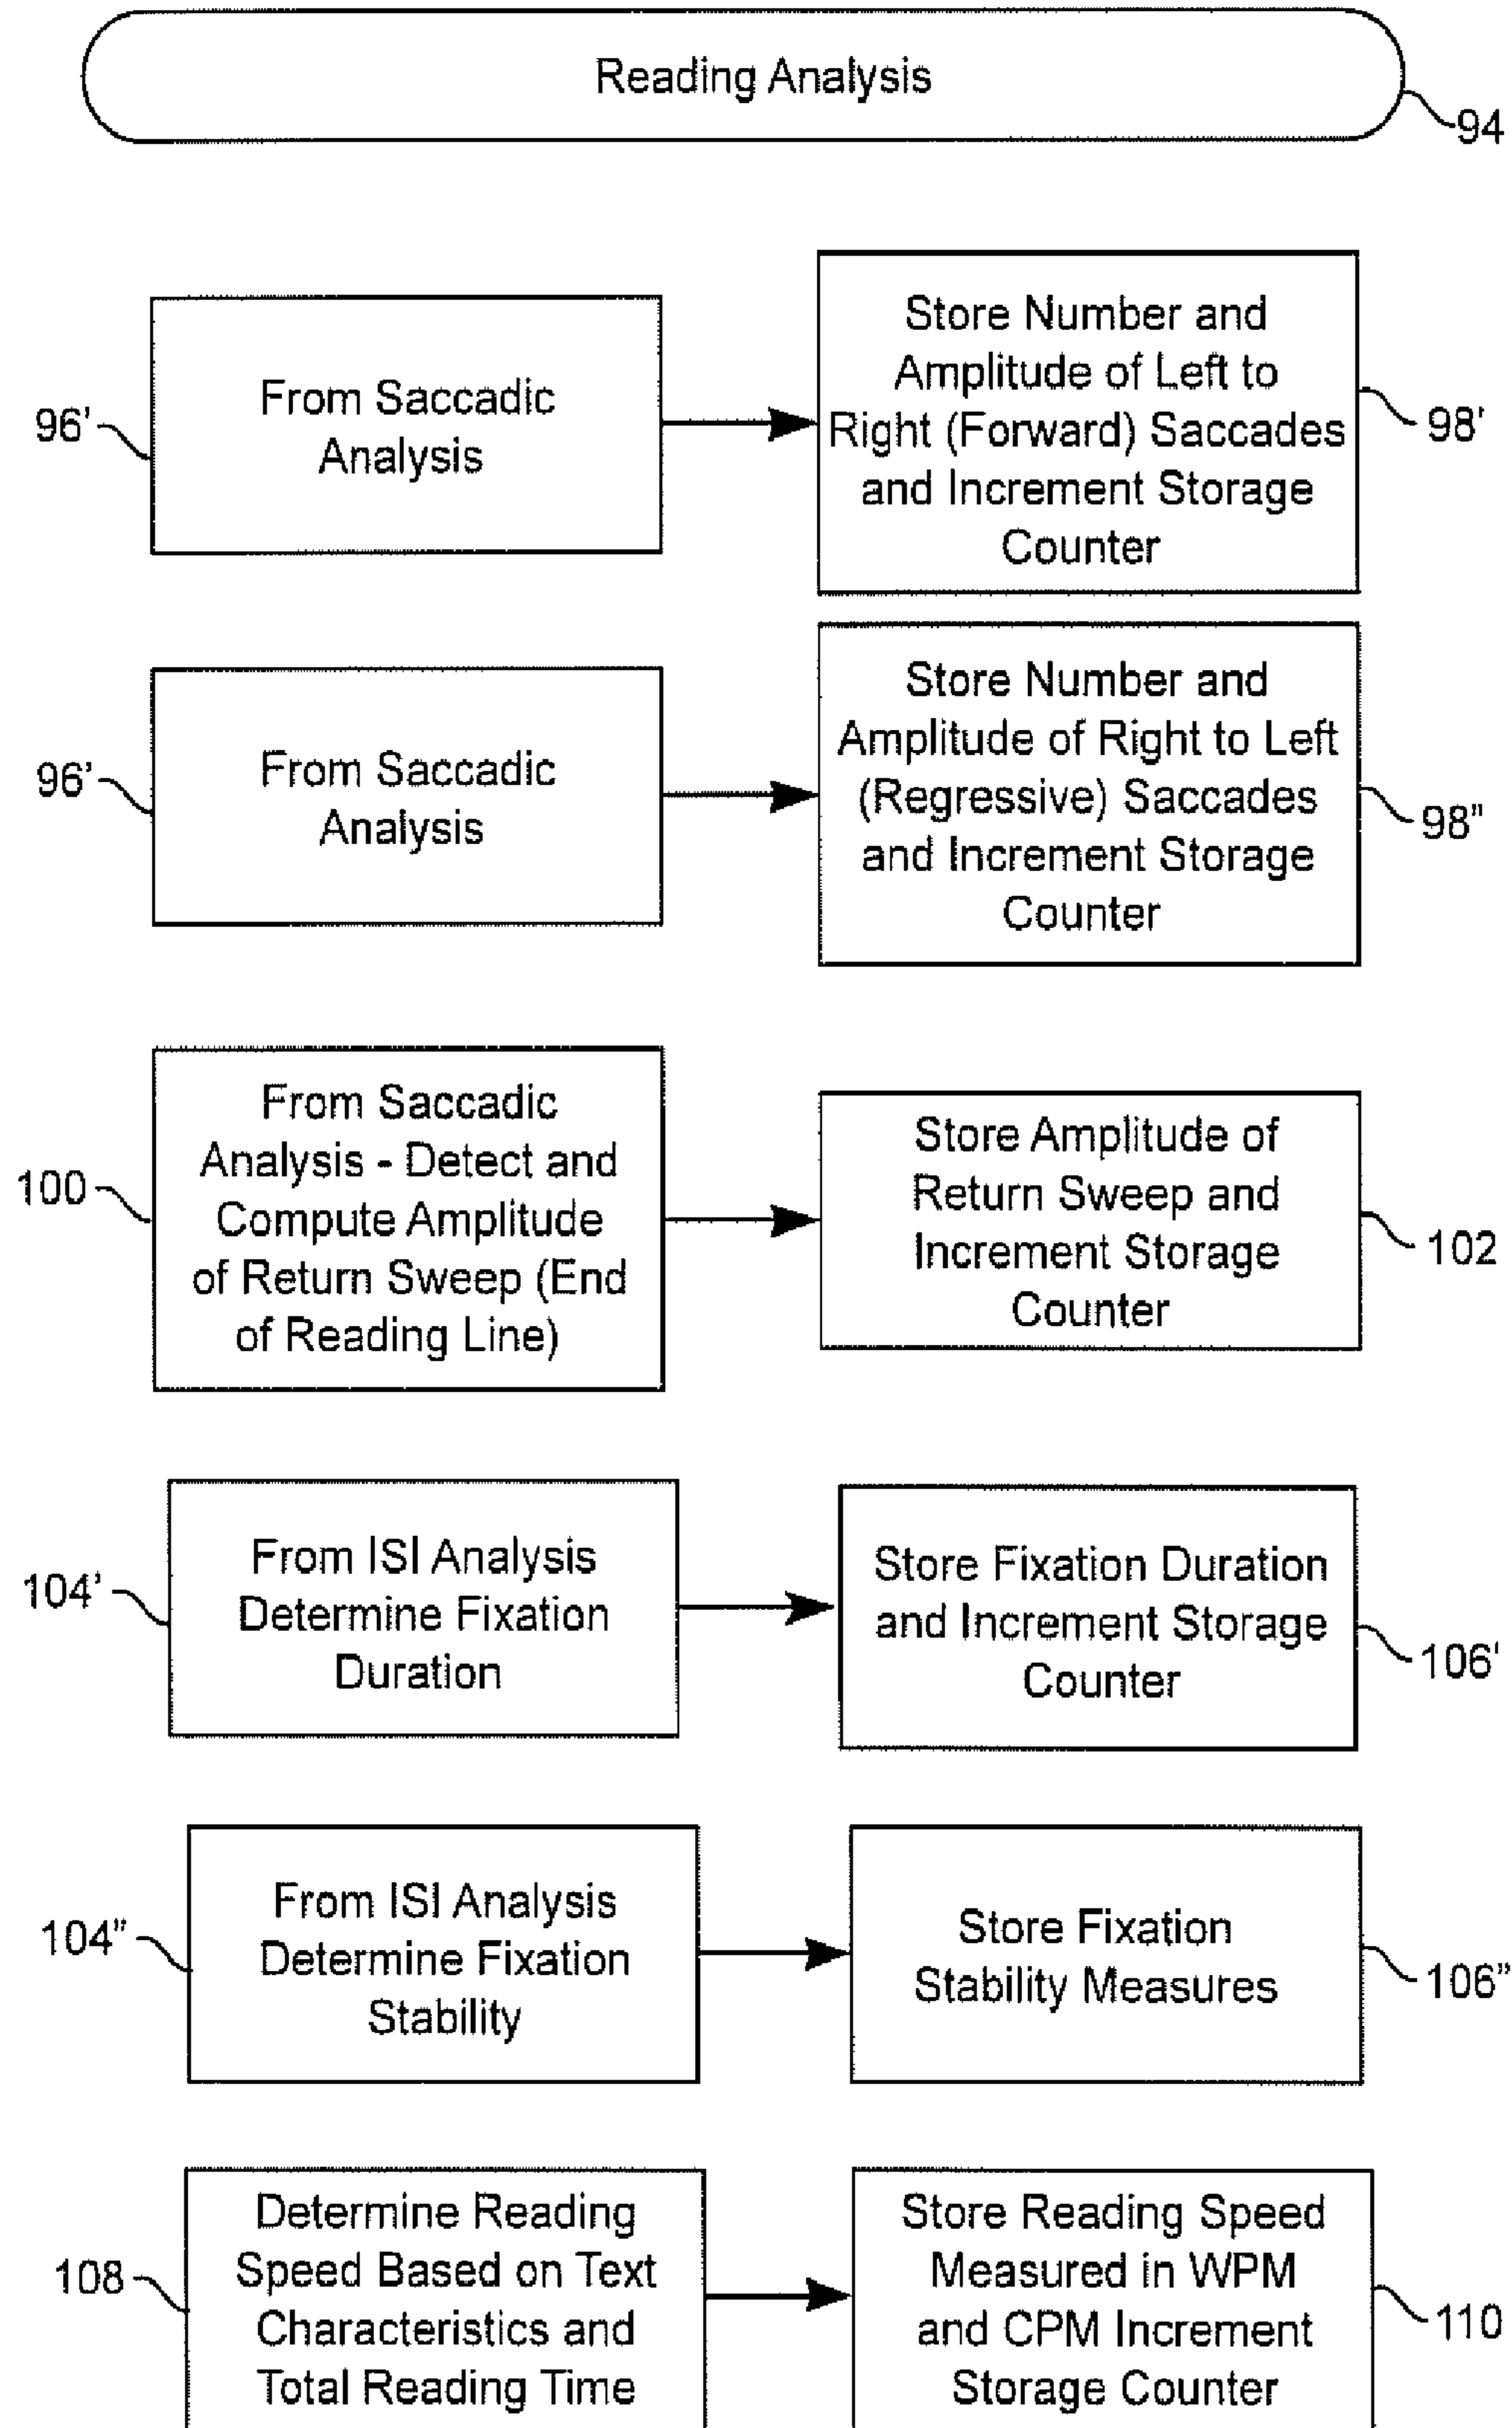 Reading Analysis
94
96'
From Saccadic
Analysis
Store Number and
Amplitude of Left to
Right (Forward) Saccades
and Increment Storage
Counter
98'
96'
From Saccadic
Analysis
Store Number and
Amplitude of Right to Left
(Regressive) Saccades
and Increment Storage
Counter
98"
100
From Saccadic
Analysis - Detect and
Compute Amplitude
of Return Sweep (End
of Reading Line)
Store Amplitude of
Return Sweep and
Increment Storage
Counter
102
104'
From ISI Analysis
Determine Fixation
Duration
Store Fixation Duration
and Increment Storage
Counter
106'
104"
From ISI Analysis
Determine Fixation
Stability
Store Fixation
Stability Measures
106"
108
Determine Reading
Speed Based on Text
Characteristics and
Total Reading Time
Store Reading Speed
Measured in WPM
and CPM Increment
Storage Counter
110